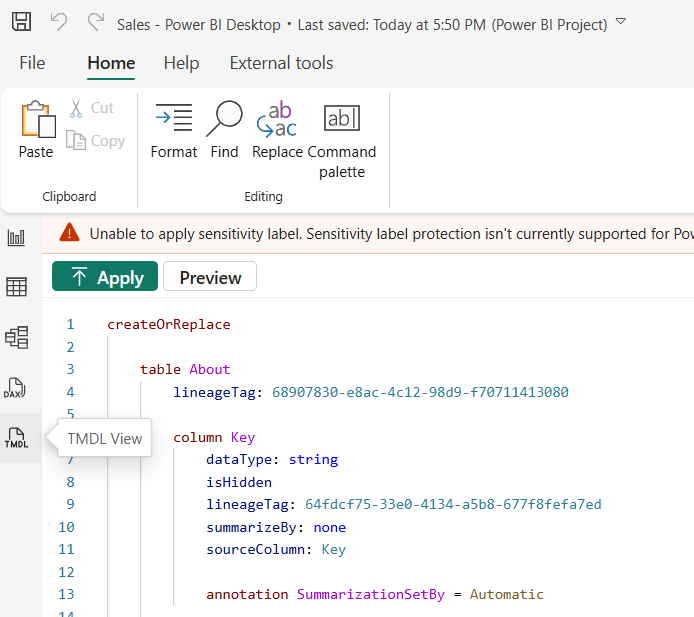 Sales - Power BI Desktop • Last saved: Today at 5:50 PM (Power BI Project)
File Home Help External tools
Paste
Cut
Copy
Clipboard
Format
Find
ab
ac
Replace
ab
Command
palette
Editing
Unable to apply sensitivity label. Sensitivity label protection isn't currently supported for
Apply Preview
1 createOrReplace
2
3 table About
4 lineageTag: 68907830-e8ac-4c12-98d9-f70711413080
5
column Key
7 dataType: string
8 isHidden
9 lineageTag: 64fdcf75-33e0-4134-a5b8-677f8fefa7ed
10 summarizeBy: none
11 sourceColumn: Key
12
13 annotation SummarizationSetBy = Automatic
14
DAX
TMDL
TMDL View